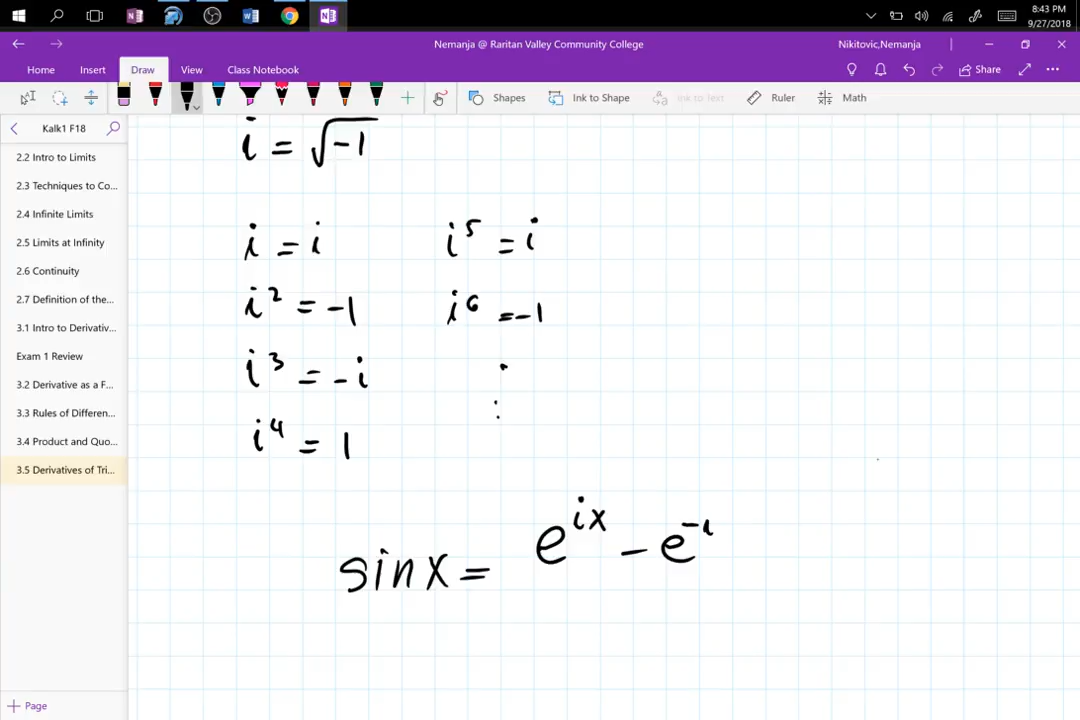 8:43 PM
9/27/2018
Nemanja @ Raritan Valley Community College
Nikitovic,Nemanja
Home Insert Draw View Class Notebook
Share
Shapes Ink to Shape Ink to Text Ruler Math
Kalk1 F18
2.2 Intro to Limits
2.3 Techniques to Co...
2.4 Infinite Limits
2.5 Limits at Infinity
2.6 Continuity
2.7 Definition of the...
3.1 Intro to Derivativ...
Exam 1 Review
3.2 Derivative as a F...
3.3 Rules of Differen...
3.4 Product and Quo...
3.5 Derivatives of Tri...
Page
i = √-1
i = i
i² = -1
i³ = -i
i⁴ = 1
i⁵ = i
i⁶ = -1
⋮
sinx = e^{ix} - e^{-i